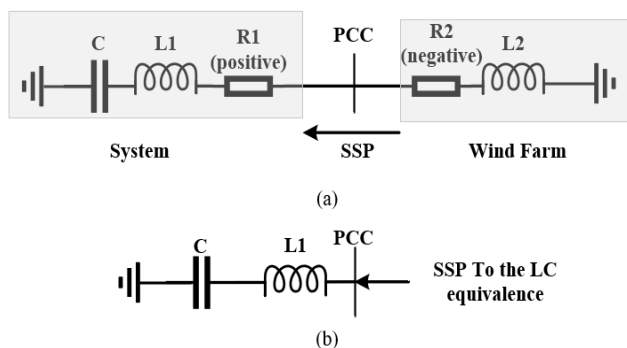 C
L1
R1
(positive)
PCC
R2
(negative)
L2
System
SSP
Wind Farm
(a)
C
L1
PCC
SSP To the LC
equivalence
(b)